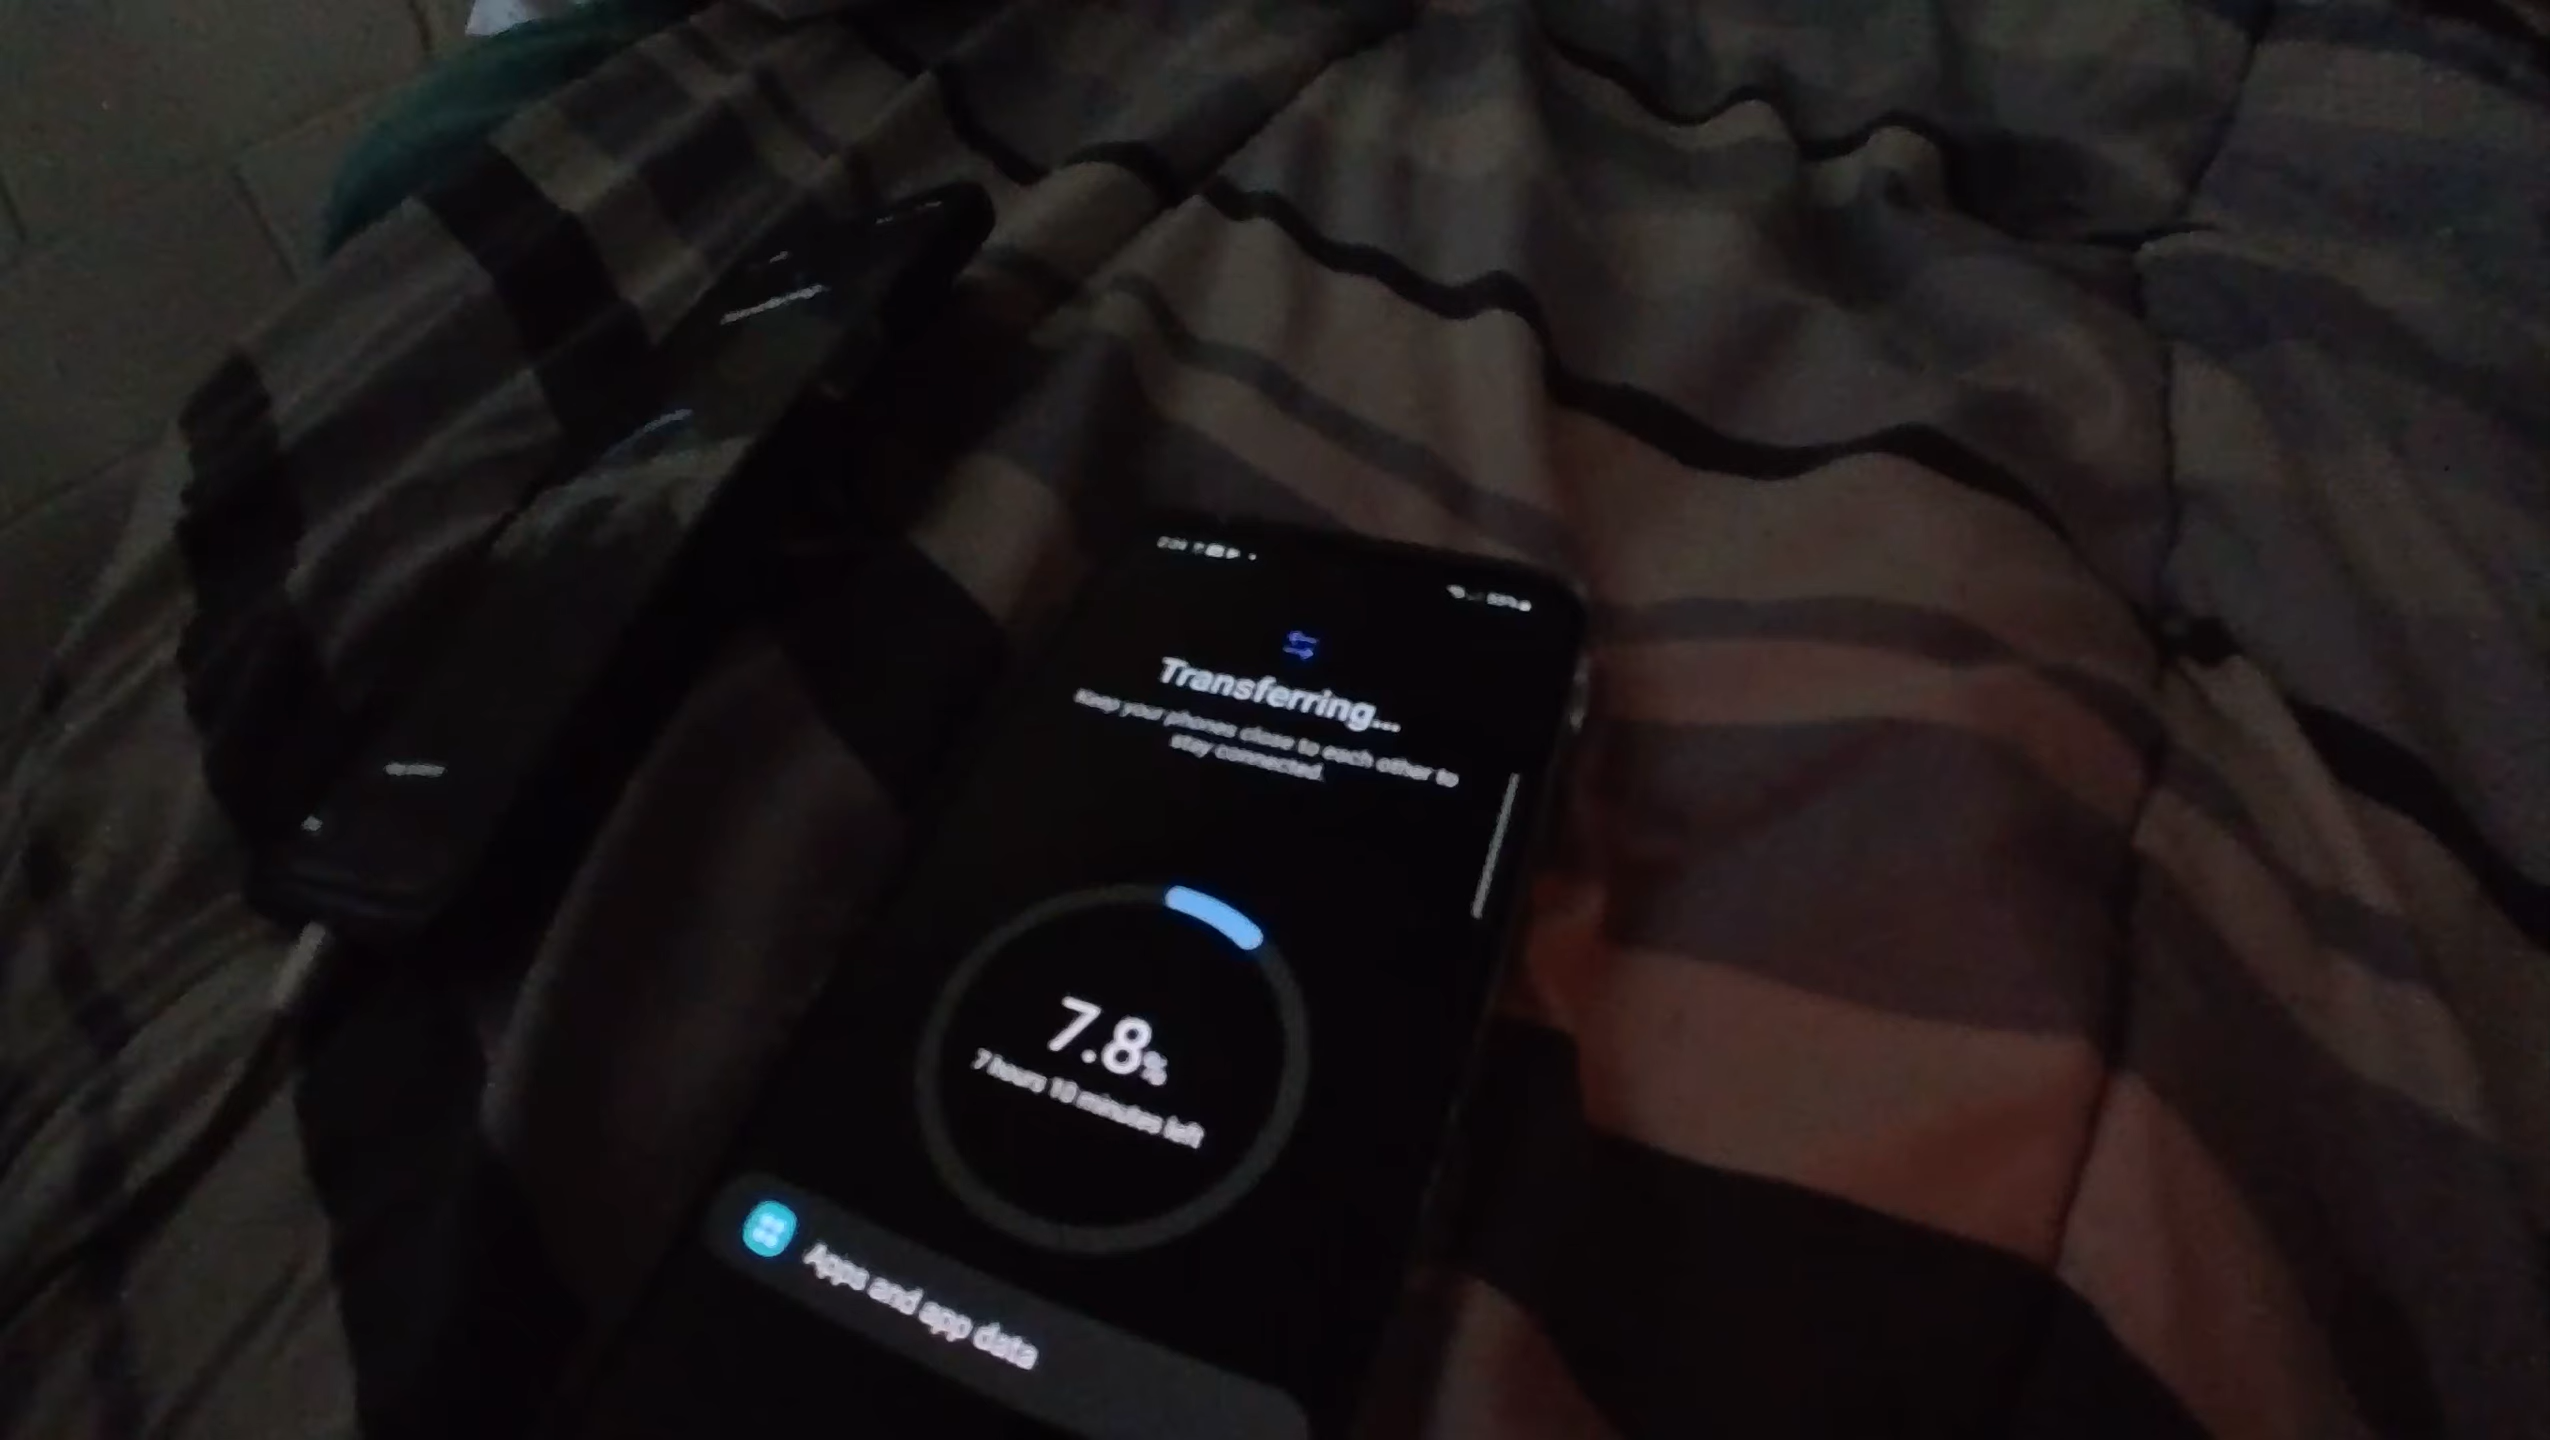 Transferring...
Keep your phones close to each other to
stay connected.
7.8%
7 hours 10 minutes left
Apps and app data